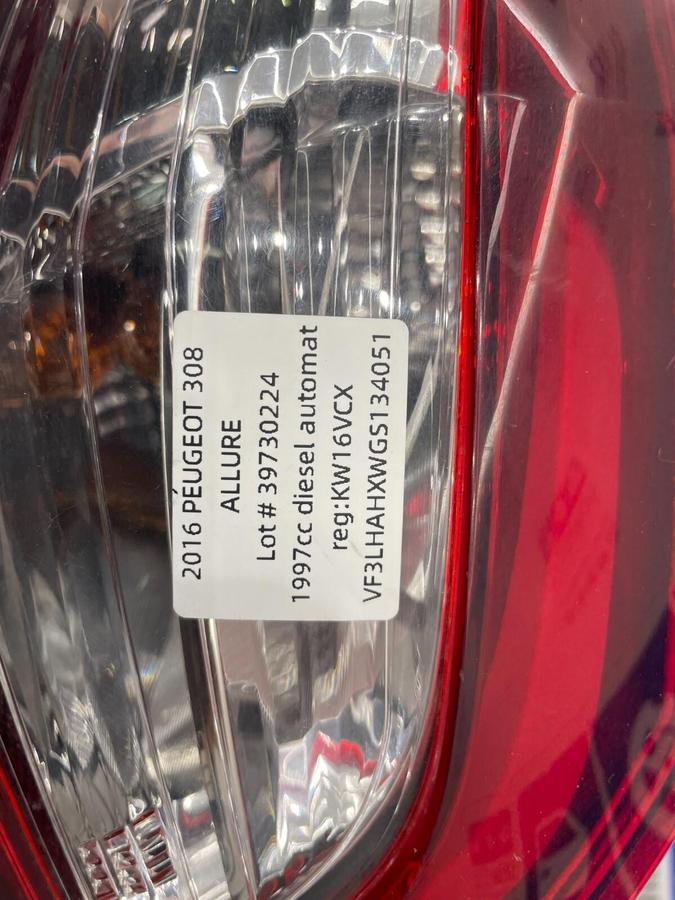 2016 PEUGEOT 308
ALLURE
Lot # 39730224
1997cc diesel automat
reg:KW16VCX
VF3LHAHXWGS134051